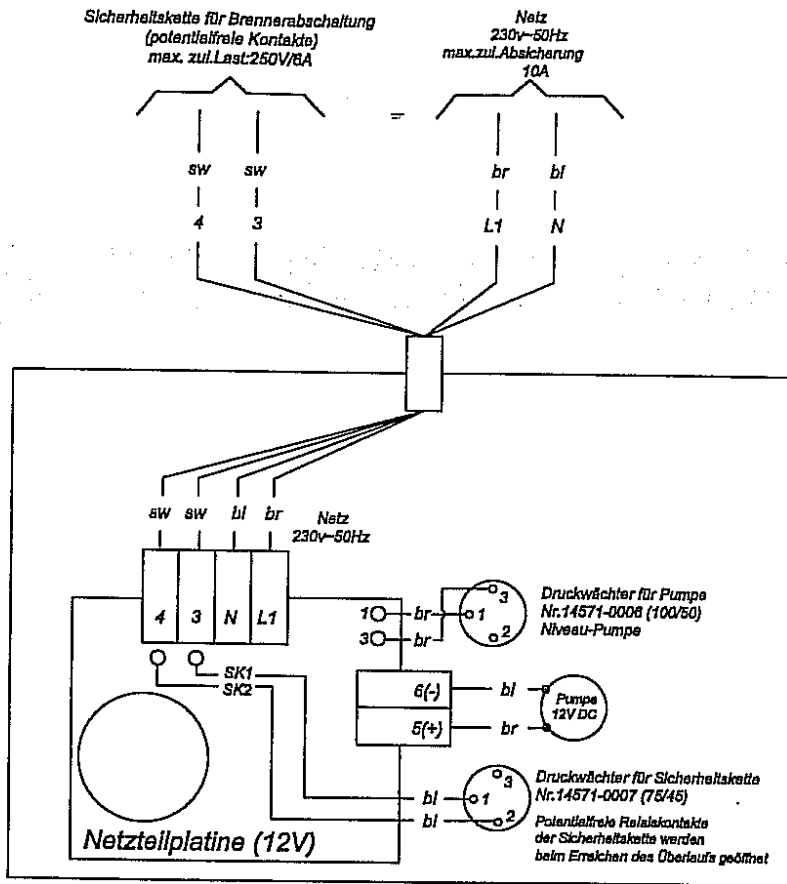 Sicherheitskette für Brennerabschaltung
(potentialfreie Kontakte)
max. zul.Last:250V/6A
Netz
230v~50Hz
max.zul.Absicherung
10A
=
sw sw br bl
4 3 L1 N
sw sw bl br
Netz
230v~50Hz
4 3 N L1
1 br 1 3 2
3 br
Druckwächter für Pumpe
Nr.14571-0006 (100/50)
Niveau-Pumpe
SK1
SK2
6(-) bl
5(+) br
Pumpe
12V DC
bl 1 3 2
bl
Druckwächter für Sicherheitskette
Nr.14571-0007 (75/45)
Potentialfreie Relaiskontakte
der Sicherheitskette werden
beim Erreichen des Überlaufs geöffnet
Netzteilplatine (12V)